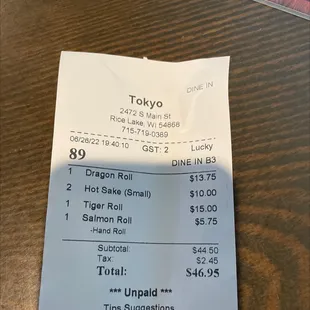 DINE IN
Tokyo
2472 S Main St
Rice Lake, WI 54868
715-719-0369
06/28/22 19:40:10 GST: 2 Lucky
89 DINE IN B3
1 Dragon Roll $13.75
2 Hot Sake (Small) $10.00
1 Tiger Roll $15.00
1 Salmon Roll $5.75
-Hand Roll
Subtotal: $44.50
Tax: $2.45
Total: $46.95
*** Unpaid ***
Tips Suggestions